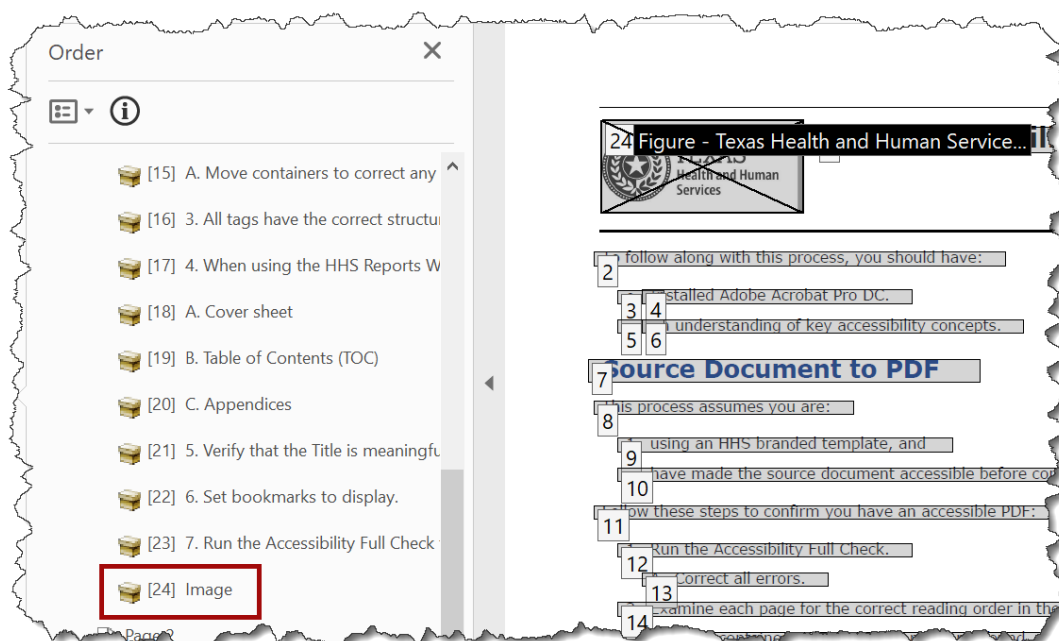 Order
[15] A. Move containers to correct any
[16] 3. All tags have the correct structu
[17] 4. When using the HHS Reports W
[18] A. Cover sheet
[19] B. Table of Contents (TOC)
[20] C. Appendices
[21] 5. Verify that the Title is meaningfu
[22] 6. Set bookmarks to display.
[23] 7. Run the Accessibility Full Check
[24] Image
Page 2
24 Figure - Texas Health and Human Service...
TEXAS
Health and Human
Services
2 follow along with this process, you should have:
3 4 nstalled Adobe Acrobat Pro DC.
5 6 n understanding of key accessibility concepts.
7 Source Document to PDF
8 This process assumes you are:
9 using an HHS branded template, and
10 have made the source document accessible before co
11 low these steps to confirm you have an accessible PDF:
12 Run the Accessibility Full Check.
13 Correct all errors.
14 Examine each page for the correct reading order in the